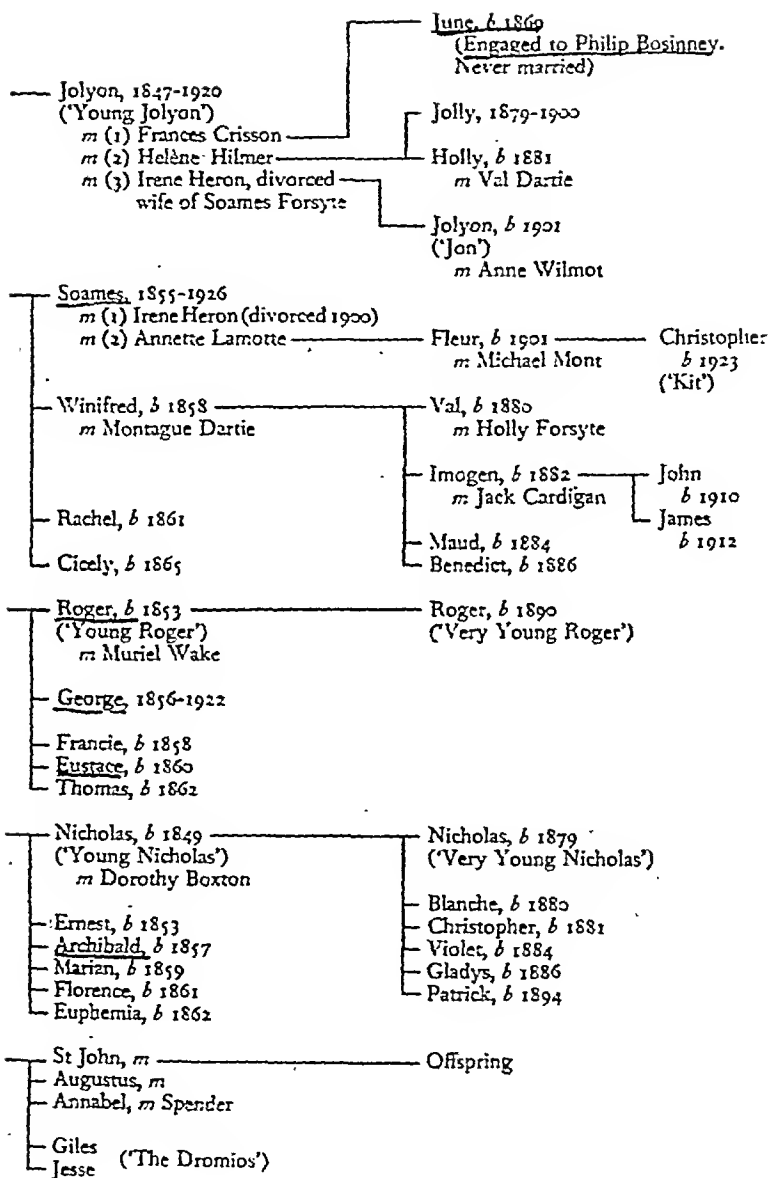 June, b 1869
(Engaged to Philip Bosinney.
Never married)
Jolyon, 1847-1920
('Young Jolyon')
m (1) Frances Crisson
m (2) Helène Hilmer
m (3) Irene Heron, divorced
wife of Soames Forsyte
Jolly, 1879-1900
Holly, b 1881
m Val Dartie
Jolyon, b 1901
('Jon')
m Anne Wilmot
Soames, 1855-1926
m (1) Irene Heron (divorced 1900)
m (2) Annette Lamotte
Fleur, b 1901
m Michael Mont
Christopher
b 1923
('Kit')
Winifred, b 1858
m Montague Dartie
Val, b 1880
m Holly Forsyte
Imogen, b 1882
m Jack Cardigan
John
b 1910
James
b 1912
Rachel, b 1861
Cicely, b 1865
Maud, b 1884
Benedict, b 1886
Roger, b 1853
('Young Roger')
m Muriel Wake
Roger, b 1890
('Very Young Roger')
George, 1856-1922
Francie, b 1858
Eustace, b 1860
Thomas, b 1862
Nicholas, b 1849
('Young Nicholas')
m Dorothy Boxton
Nicholas, b 1879
('Very Young Nicholas')
Blanche, b 1880
Christopher, b 1881
Violet, b 1884
Gladys, b 1886
Patrick, b 1894
Ernest, b 1853
Archibald, b 1857
Marian, b 1859
Florence, b 1861
Euphemia, b 1862
St John, m
Offspring
Augustus, m
Annabel, m Spender
Giles
Jesse
('The Dromios')